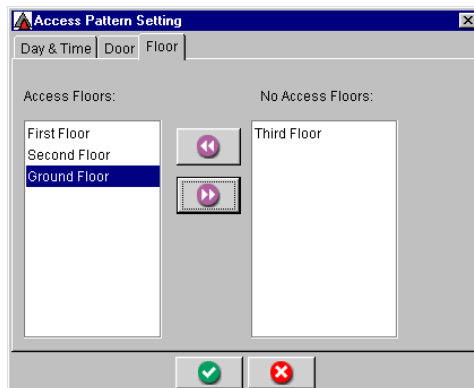 Access Pattern Setting
Day & Time Door Floor
Access Floors: No Access Floors:
First Floor Third Floor
Second Floor
Ground Floor